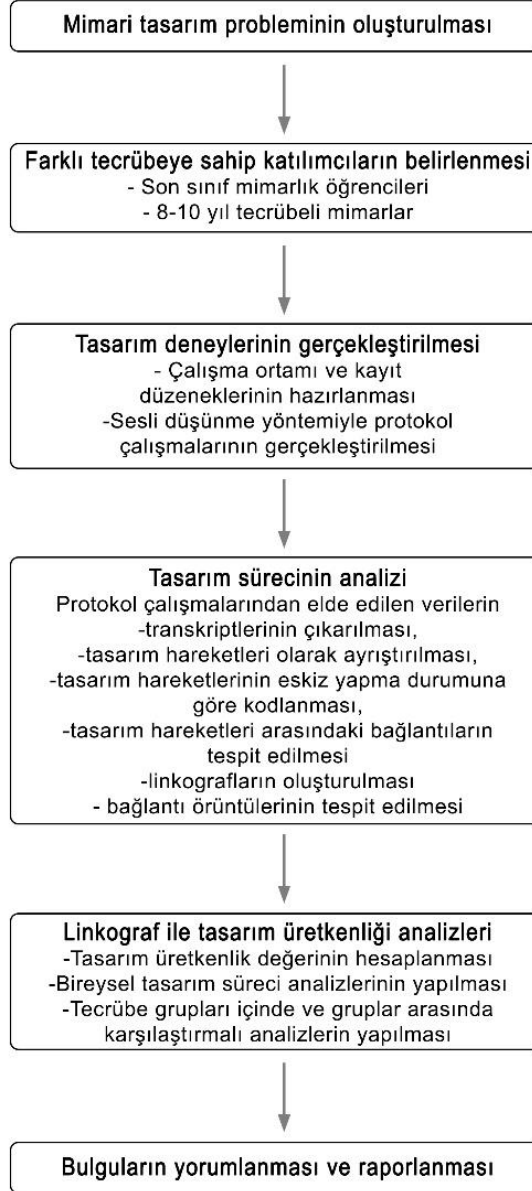 Mimari tasarım probleminin oluşturulması
Farklı tecrübeye sahip katılımcıların belirlenmesi
- Son sınıf mimarlık öğrencileri
- 8-10 yıl tecrübeli mimarlar
Tasarım deneylerinin gerçekleştirilmesi
- Çalışma ortamı ve kayıt
düzeneklerinin hazırlanması
-Sesli düşünme yöntemiyle protokol
çalışmalarının gerçekleştirilmesi
Tasarım sürecinin analizi
Protokol çalışmalarından elde edilen verilerin
-transkriptlerinin çıkarılması,
-tasarım hareketleri olarak ayrıştırılması,
-tasarım hareketlerinin eskiz yapma durumuna
göre kodlanması,
-tasarım hareketleri arasındaki bağlantıların
tespit edilmesi
-linkografların oluşturulması
- bağlantı örüntülerinin tespit edilmesi
Linkograf ile tasarım üretkenliği analizleri
-Tasarım üretkenlik değerinin hesaplanması
-Bireysel tasarım süreci analizlerinin yapılması
-Tecrübe grupları içinde ve gruplar arasında
karşılaştırmalı analizlerin yapılması
Bulguların yorumlanması ve raporlanması